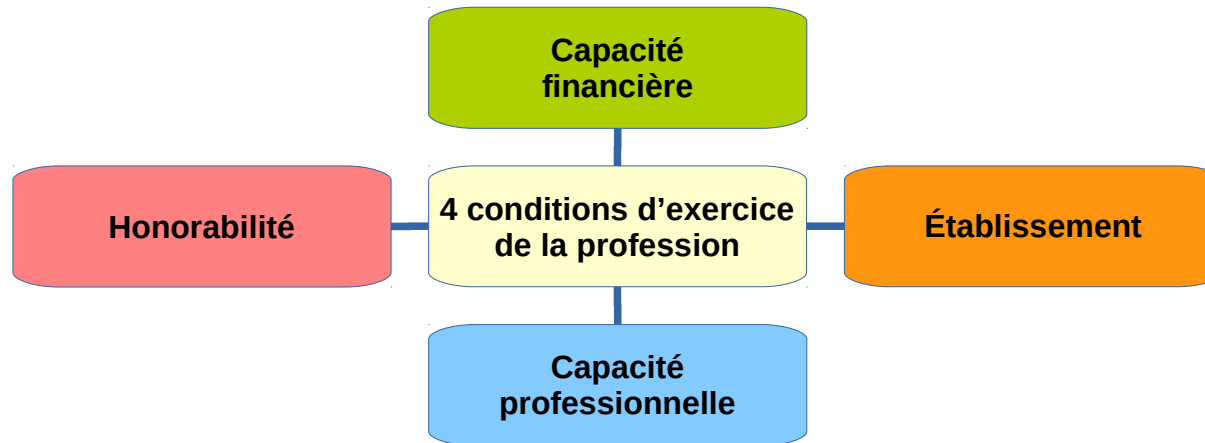 Capacité
financière
Honorabilité
4 conditions d’exercice
de la profession
Établissement
Capacité
professionnelle